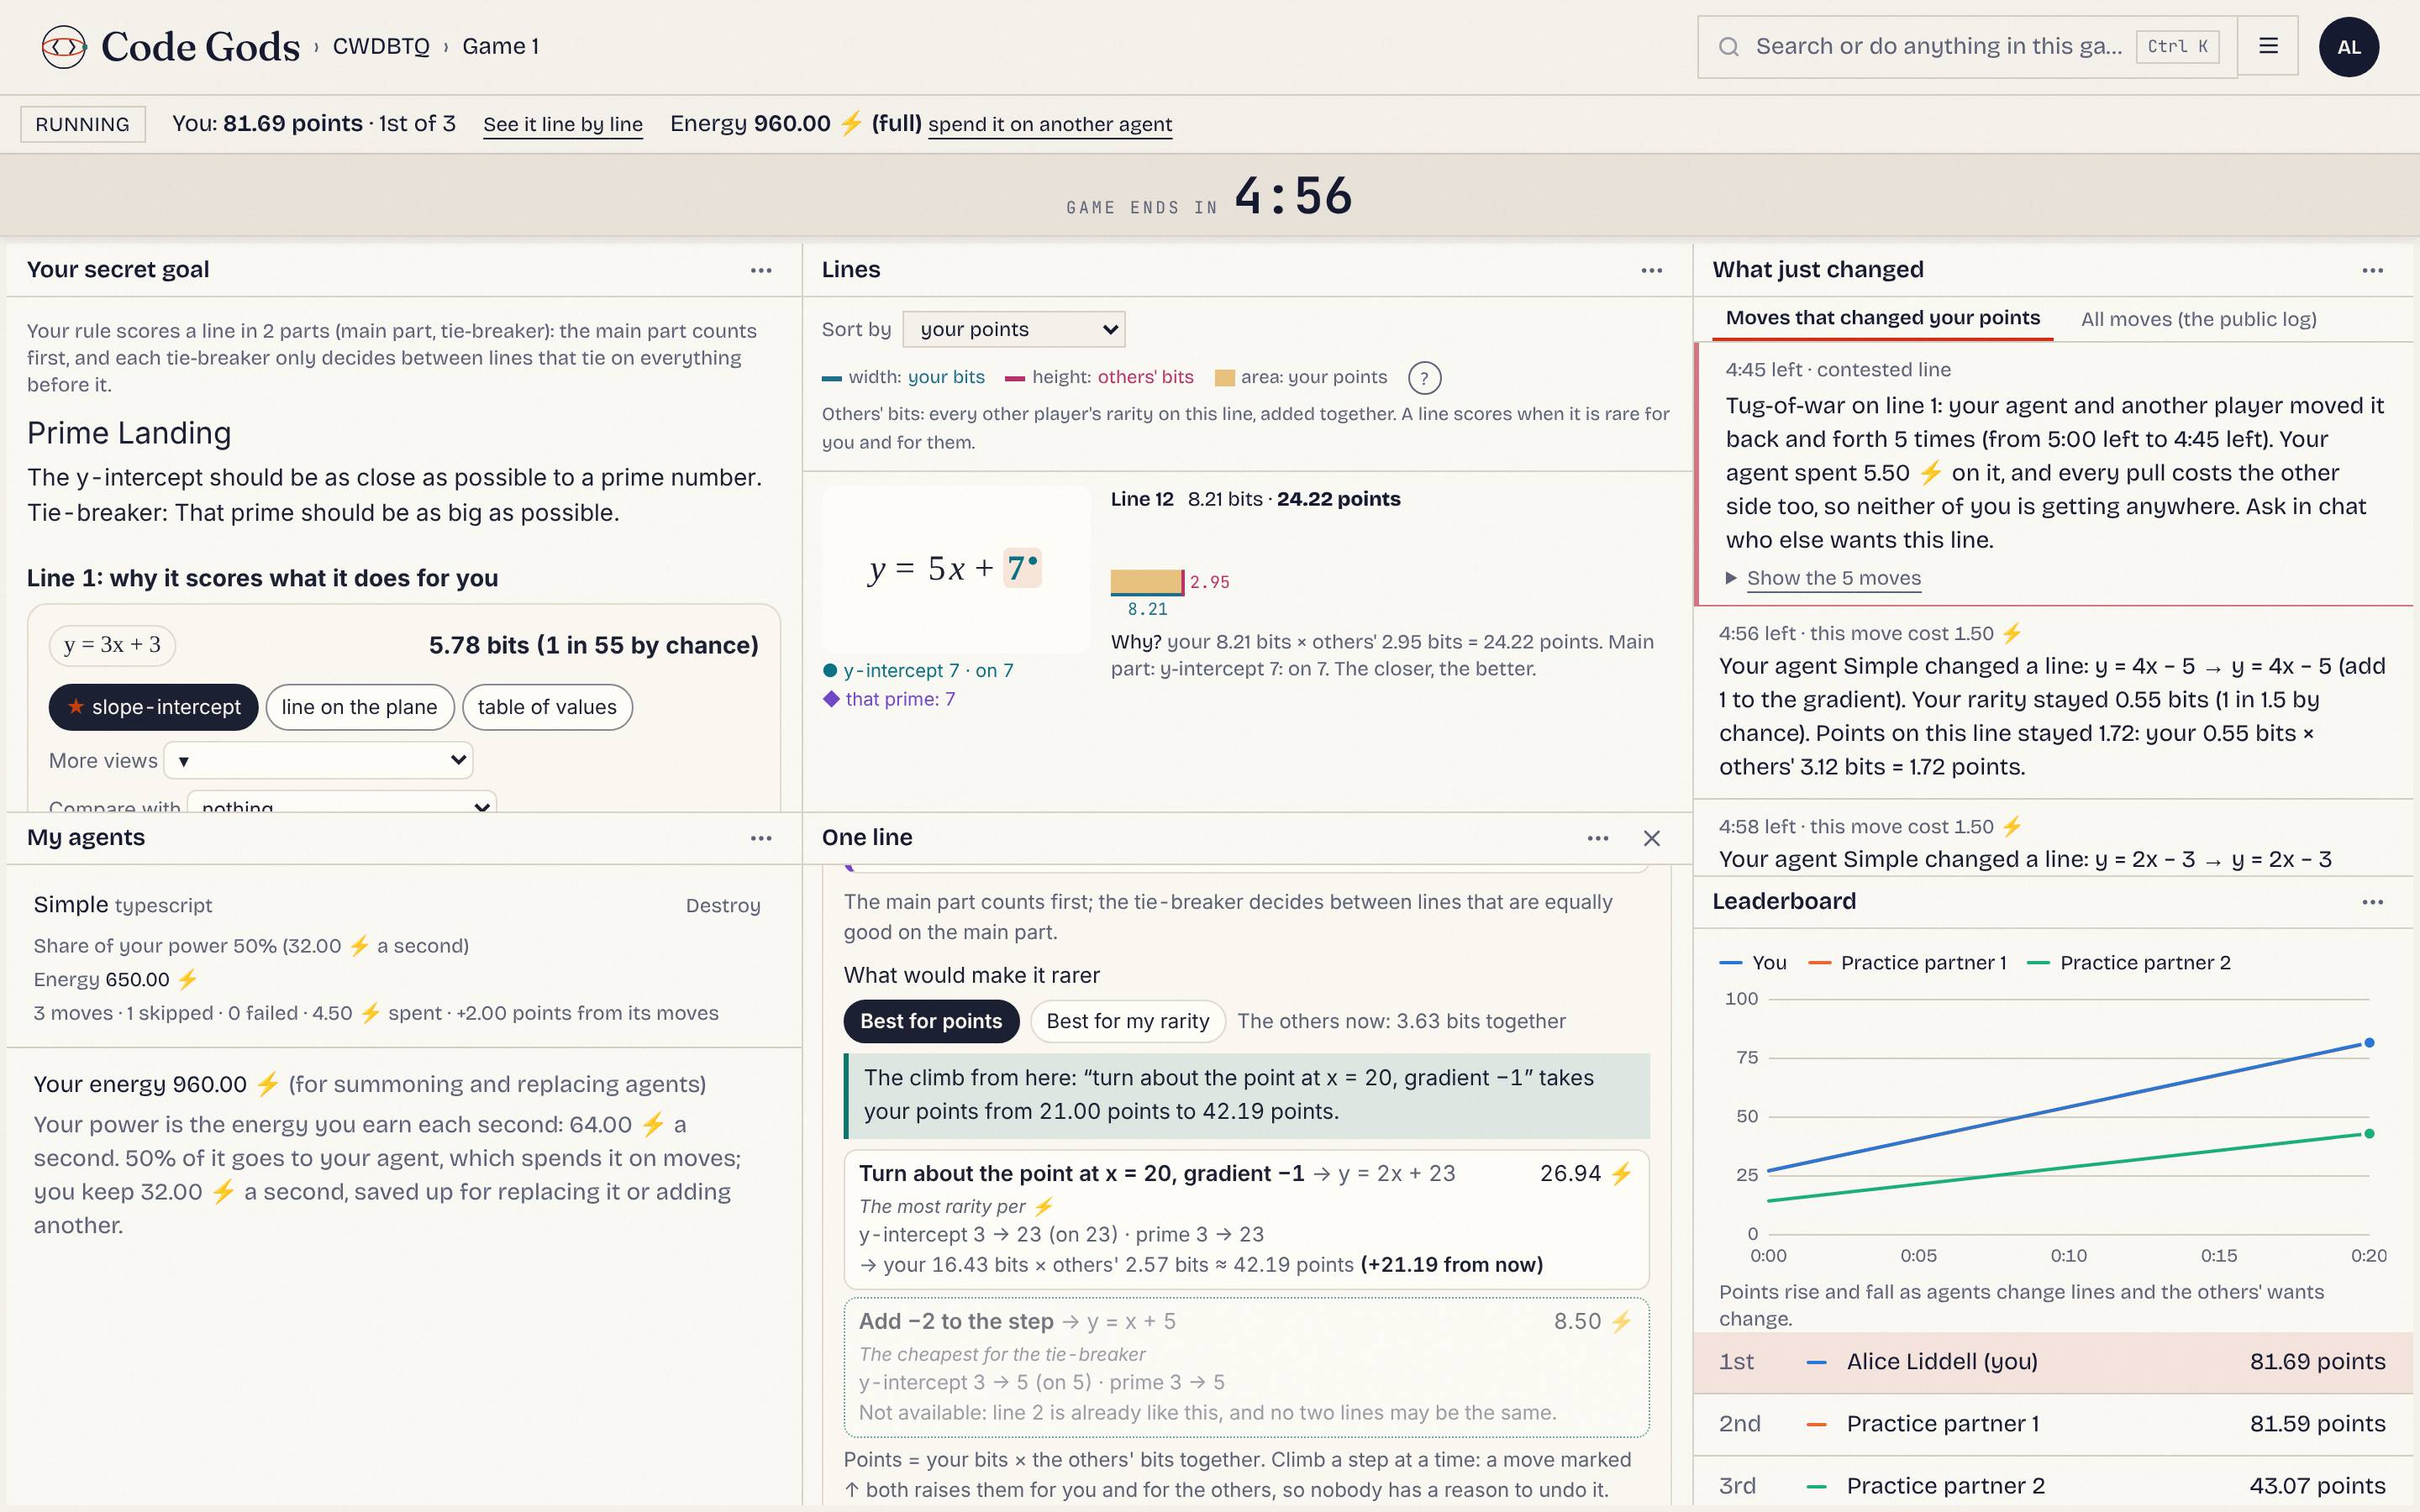 Code Gods › CWDBTQ › Game 1
Search or do anything in this ga... Ctrl K
AL
RUNNING You: 81.69 points · 1st of 3 See it line by line Energy 960.00 ⚡ (full) spend it on another agent
GAME ENDS IN 4:56
Your secret goal
Your rule scores a line in 2 parts (main part, tie-breaker): the main part counts
first, and each tie-breaker only decides between lines that tie on everything
before it.
Prime Landing
The y-intercept should be as close as possible to a prime number.
Tie-breaker: That prime should be as big as possible.
Line 1: why it scores what it does for you
y = 3x + 3 5.78 bits (1 in 55 by chance)
★ slope-intercept line on the plane table of values
More views ▾
Compare with nothing
My agents
Simple typescript Destroy
Share of your power 50% (32.00 ⚡ a second)
Energy 650.00 ⚡
3 moves · 1 skipped · 0 failed · 4.50 ⚡ spent · +2.00 points from its moves
Your energy 960.00 ⚡ (for summoning and replacing agents)
Your power is the energy you earn each second: 64.00 ⚡ a
second. 50% of it goes to your agent, which spends it on moves;
you keep 32.00 ⚡ a second, saved up for replacing it or adding
another.
Lines
Sort by your points
width: your bits height: others' bits area: your points ?
Others' bits: every other player's rarity on this line, added together. A line scores when it is rare for
you and for them.
y = 5x + 7
y-intercept 7 · on 7
that prime: 7
Line 12 8.21 bits · 24.22 points
2.95
8.21
Why? your 8.21 bits × others' 2.95 bits = 24.22 points. Main
part: y-intercept 7: on 7. The closer, the better.
One line
The main part counts first; the tie-breaker decides between lines that are equally
good on the main part.
What would make it rarer
Best for points Best for my rarity The others now: 3.63 bits together
The climb from here: “turn about the point at x = 20, gradient −1” takes
your points from 21.00 points to 42.19 points.
Turn about the point at x = 20, gradient −1 → y = 2x + 23 26.94 ⚡
The most rarity per ⚡
y-intercept 3 → 23 (on 23) · prime 3 → 23
→ your 16.43 bits × others' 2.57 bits ≈ 42.19 points (+21.19 from now)
Add −2 to the step → y = x + 5 8.50 ⚡
The cheapest for the tie-breaker
y-intercept 3 → 5 (on 5) · prime 3 → 5
Not available: line 2 is already like this, and no two lines may be the same.
Points = your bits × the others' bits together. Climb a step at a time: a move marked
↑ both raises them for you and for the others, so nobody has a reason to undo it.
What just changed
Moves that changed your points All moves (the public log)
4:45 left · contested line
Tug-of-war on line 1: your agent and another player moved it
back and forth 5 times (from 5:00 left to 4:45 left). Your
agent spent 5.50 ⚡ on it, and every pull costs the other
side too, so neither of you is getting anywhere. Ask in chat
who else wants this line.
▶ Show the 5 moves
4:56 left · this move cost 1.50 ⚡
Your agent Simple changed a line: y = 4x − 5 → y = 4x − 5 (add
1 to the gradient). Your rarity stayed 0.55 bits (1 in 1.5 by
chance). Points on this line stayed 1.72: your 0.55 bits ×
others' 3.12 bits = 1.72 points.
4:58 left · this move cost 1.50 ⚡
Your agent Simple changed a line: y = 2x − 3 → y = 2x − 3
Leaderboard
You Practice partner 1 Practice partner 2
100
75
50
25
0
0:00 0:05 0:10 0:15 0:20
Points rise and fall as agents change lines and the others' wants
change.
1st Alice Liddell (you) 81.69 points
2nd Practice partner 1 81.59 points
3rd Practice partner 2 43.07 points